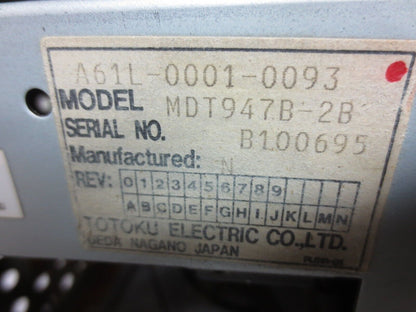 A61L-0001-0093
MODEL MDT947B-2B
SERIAL NO. B100695
Manufactured: N
REV: 0 1 2 3 4 5 6 7 8 9
A B C D E F G H I J K L M N
TOTOKU ELECTRIC CO.,LTD.
UEDA NAGANO JAPAN